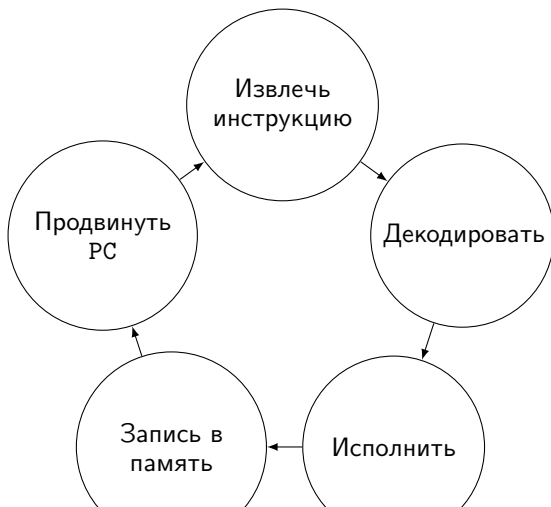 Извлечь
инструкцию
Декодировать
Исполнить
Запись в
память
Продвинуть
PC